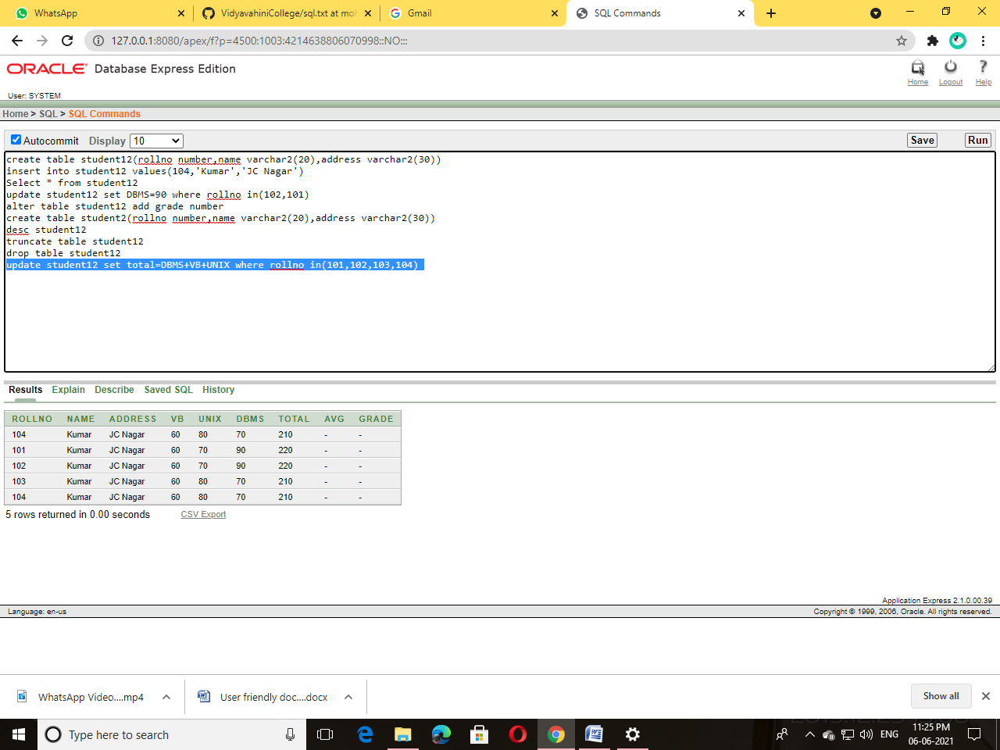 WhatsApp
VidyavahiniCollege/sql.txt at moh
Gmail
SQL Commands
127.0.0.1:8080/apex/f?p=4500:1003:4214638806070998::NO:::
ORACLE Database Express Edition
Home Logout Help
User: SYSTEM
Home > SQL > SQL Commands
Autocommit Display 10
Save Run
create table student12(rollno number,name varchar2(20),address varchar2(30))
insert into student12 values(104,'Kumar','JC Nagar')
Select * from student12
update student12 set DBMS=90 where rollno in(102,101)
alter table student12 add grade number
create table student2(rollno number,name varchar2(20),address varchar2(30))
desc student12
truncate table student12
drop table student12
update student12 set total=DBMS+VB+UNIX where rollno in(101,102,103,104)
Results Explain Describe Saved SQL History
ROLLNO NAME ADDRESS VB UNIX DBMS TOTAL AVG GRADE
104 Kumar JC Nagar 60 80 70 210 - -
101 Kumar JC Nagar 60 70 90 220 - -
102 Kumar JC Nagar 60 70 90 220 - -
103 Kumar JC Nagar 60 80 70 210 - -
104 Kumar JC Nagar 60 80 70 210 - -
5 rows returned in 0.00 seconds CSV Export
Application Express 2.1.0.00.39
Language: en-us Copyright © 1999, 2006, Oracle. All rights reserved.
WhatsApp Video....mp4
User friendly doc....docx
Show all
Type here to search
ENG
11:25 PM
06-06-2021